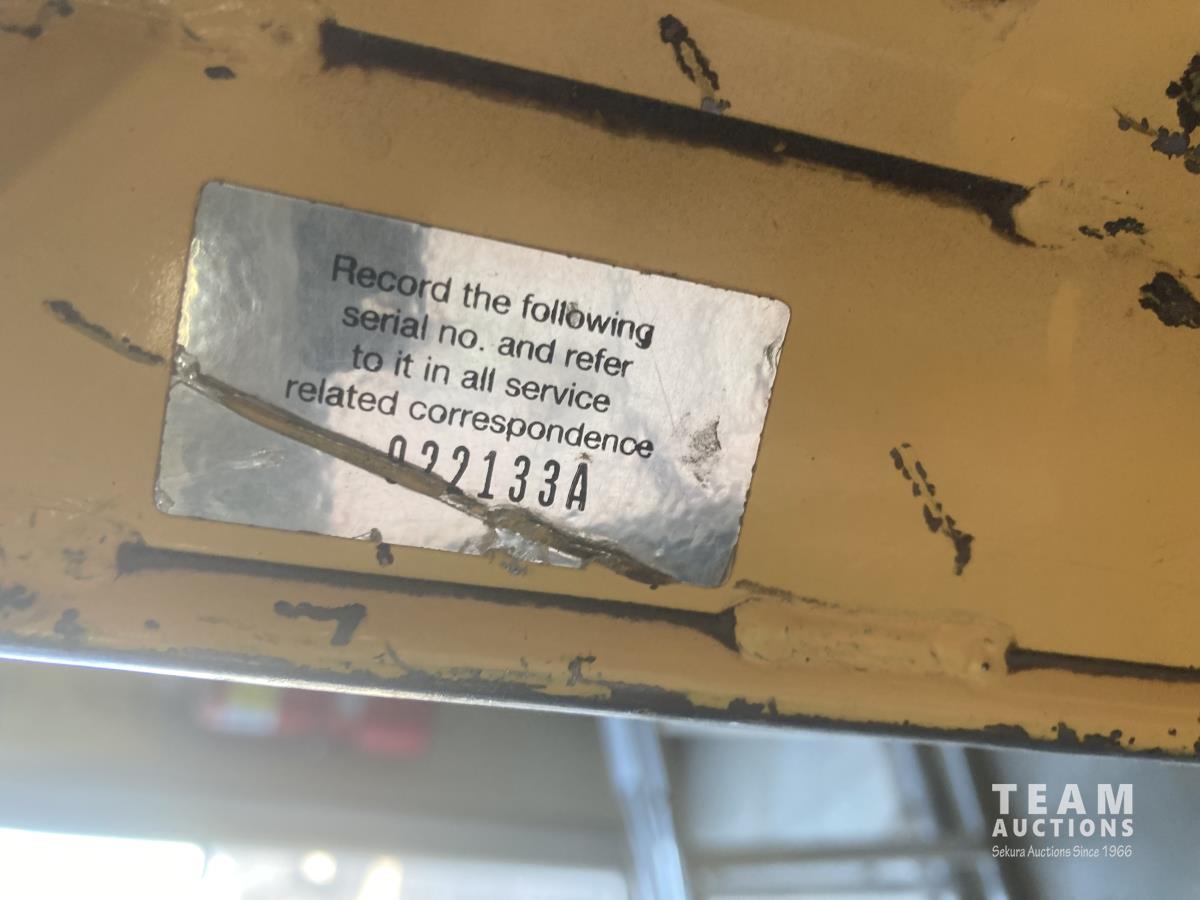 Record the following
serial no. and refer
to it in all service
related correspondence
022133A
TEAM
AUCTIONS
Sekura Auctions Since 1966